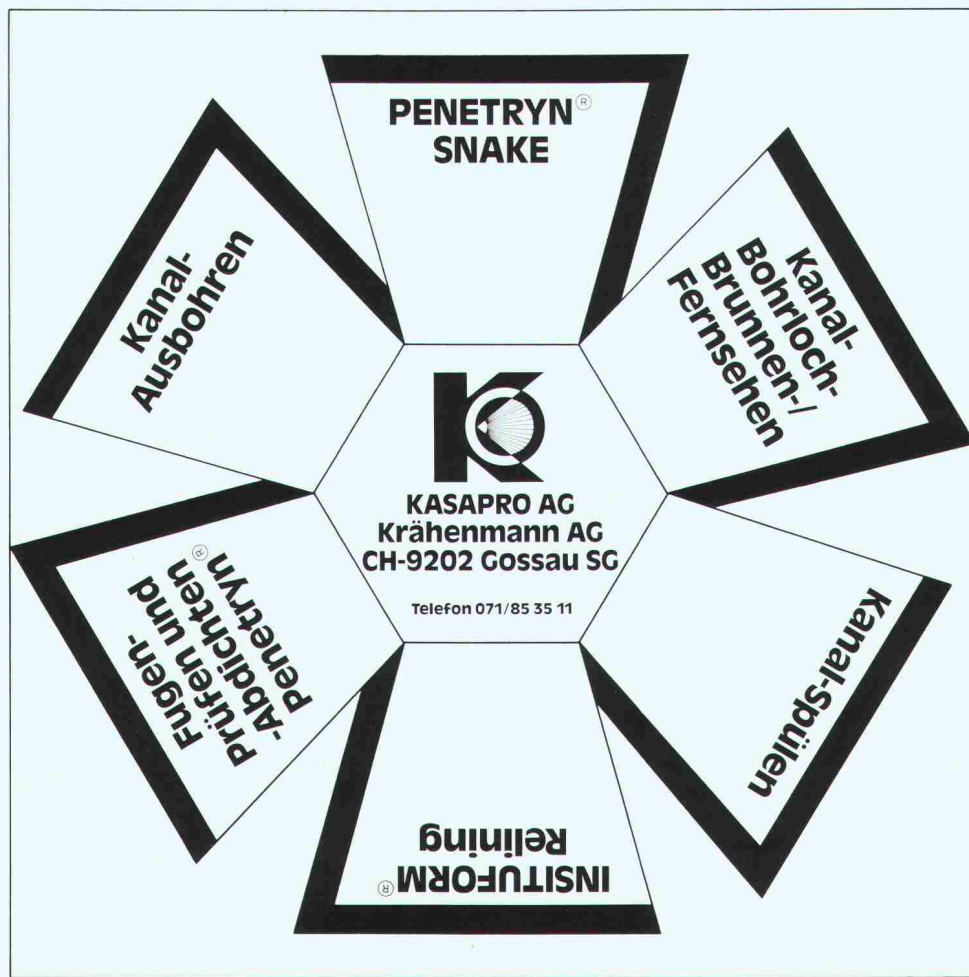 PENETRYN®
SNAKE
Kanal-
Bohrloch-
Brunnen-/
Fernsehen
Kanal-Spülen
INSITUFORM®
Relining
Fugen-
Prüfen und
-Abdichten
Penetryn®
Kanal-
Ausbohren
KASAPRO AG
Krähenmann AG
CH-9202 Gossau SG
Telefon 071/85 35 11